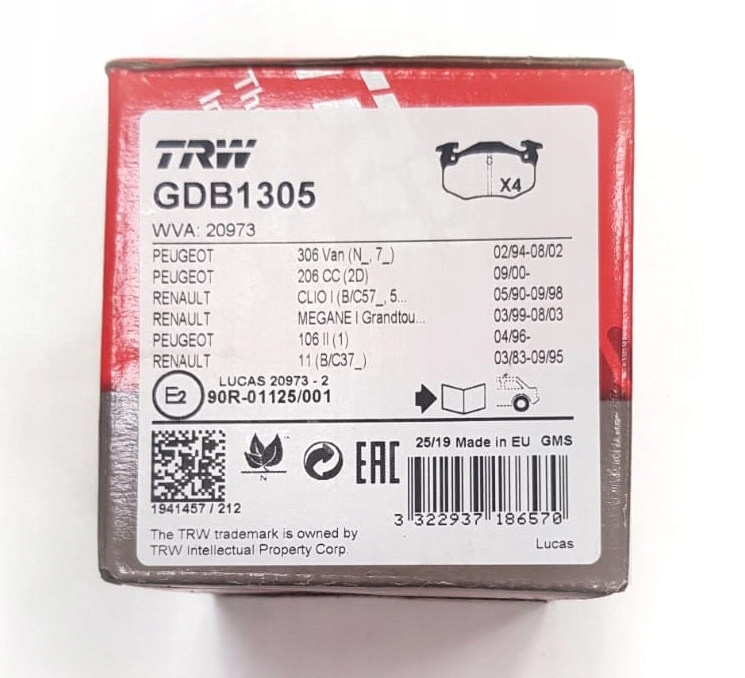 TRW
GDB1305
X4
WVA: 20973
PEUGEOT 306 Van (N_, 7_) 02/94-08/02
PEUGEOT 206 CC (2D) 09/00-
RENAULT CLIO I (B/C57_, 5... 05/90-09/98
RENAULT MEGANE I Grandtou... 03/99-08/03
PEUGEOT 106 II (1) 04/96-
RENAULT 11 (B/C37_) 03/83-09/95
E2
LUCAS 20973 - 2
90R-01125/001
25/19 Made in EU GMS
N
EAC
1941457 / 212
3 322937 186570
The TRW trademark is owned by
TRW Intellectual Property Corp.
Lucas